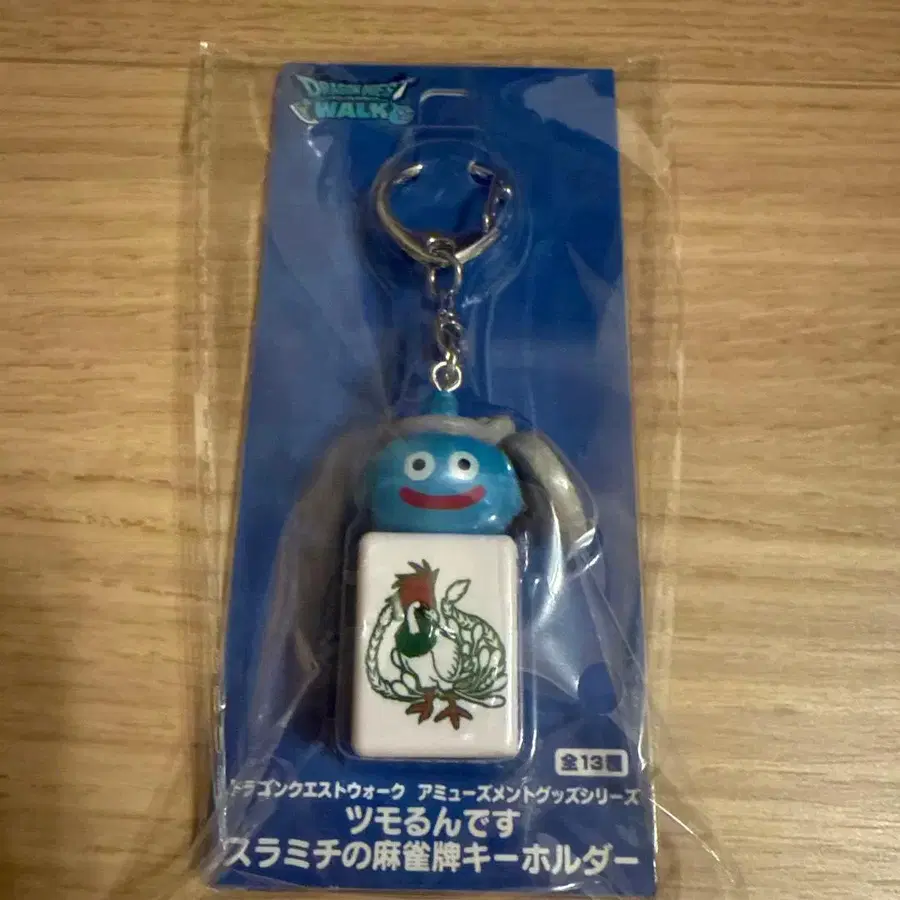 DRAGON QUEST
WALK
全13種
ドラゴンクエストウォーク アミューズメントグッズシリーズ
ツモるんです
スラミチの麻雀牌キーホルダー